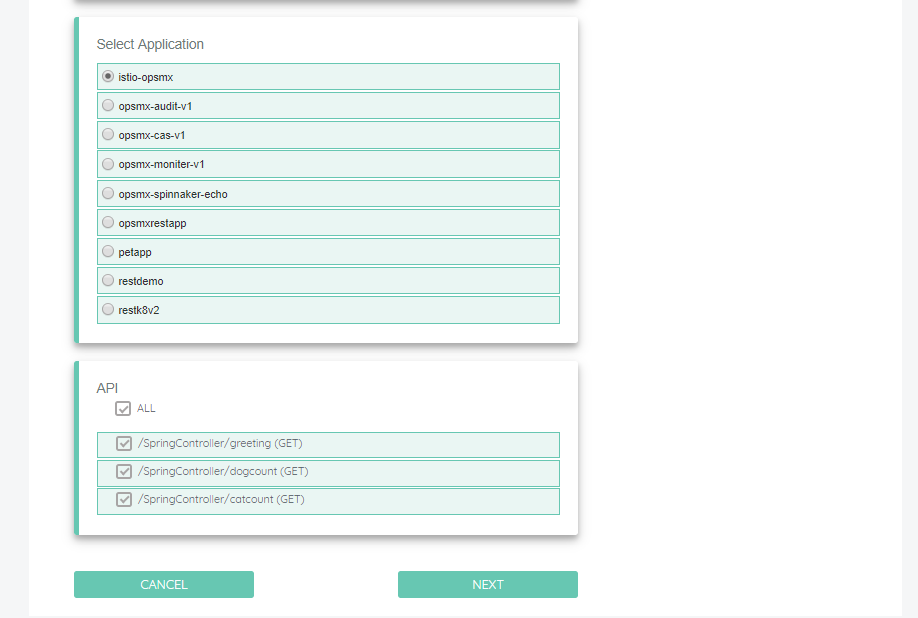 Select Application
istio-opsmx
opsmx-audit-v1
opsmx-cas-v1
opsmx-moniter-v1
opsmx-spinnaker-echo
opsmxrestapp
petapp
restdemo
restk8v2
API
ALL
/SpringController/greeting (GET)
/SpringController/dogcount (GET)
/SpringController/catcount (GET)
CANCEL NEXT